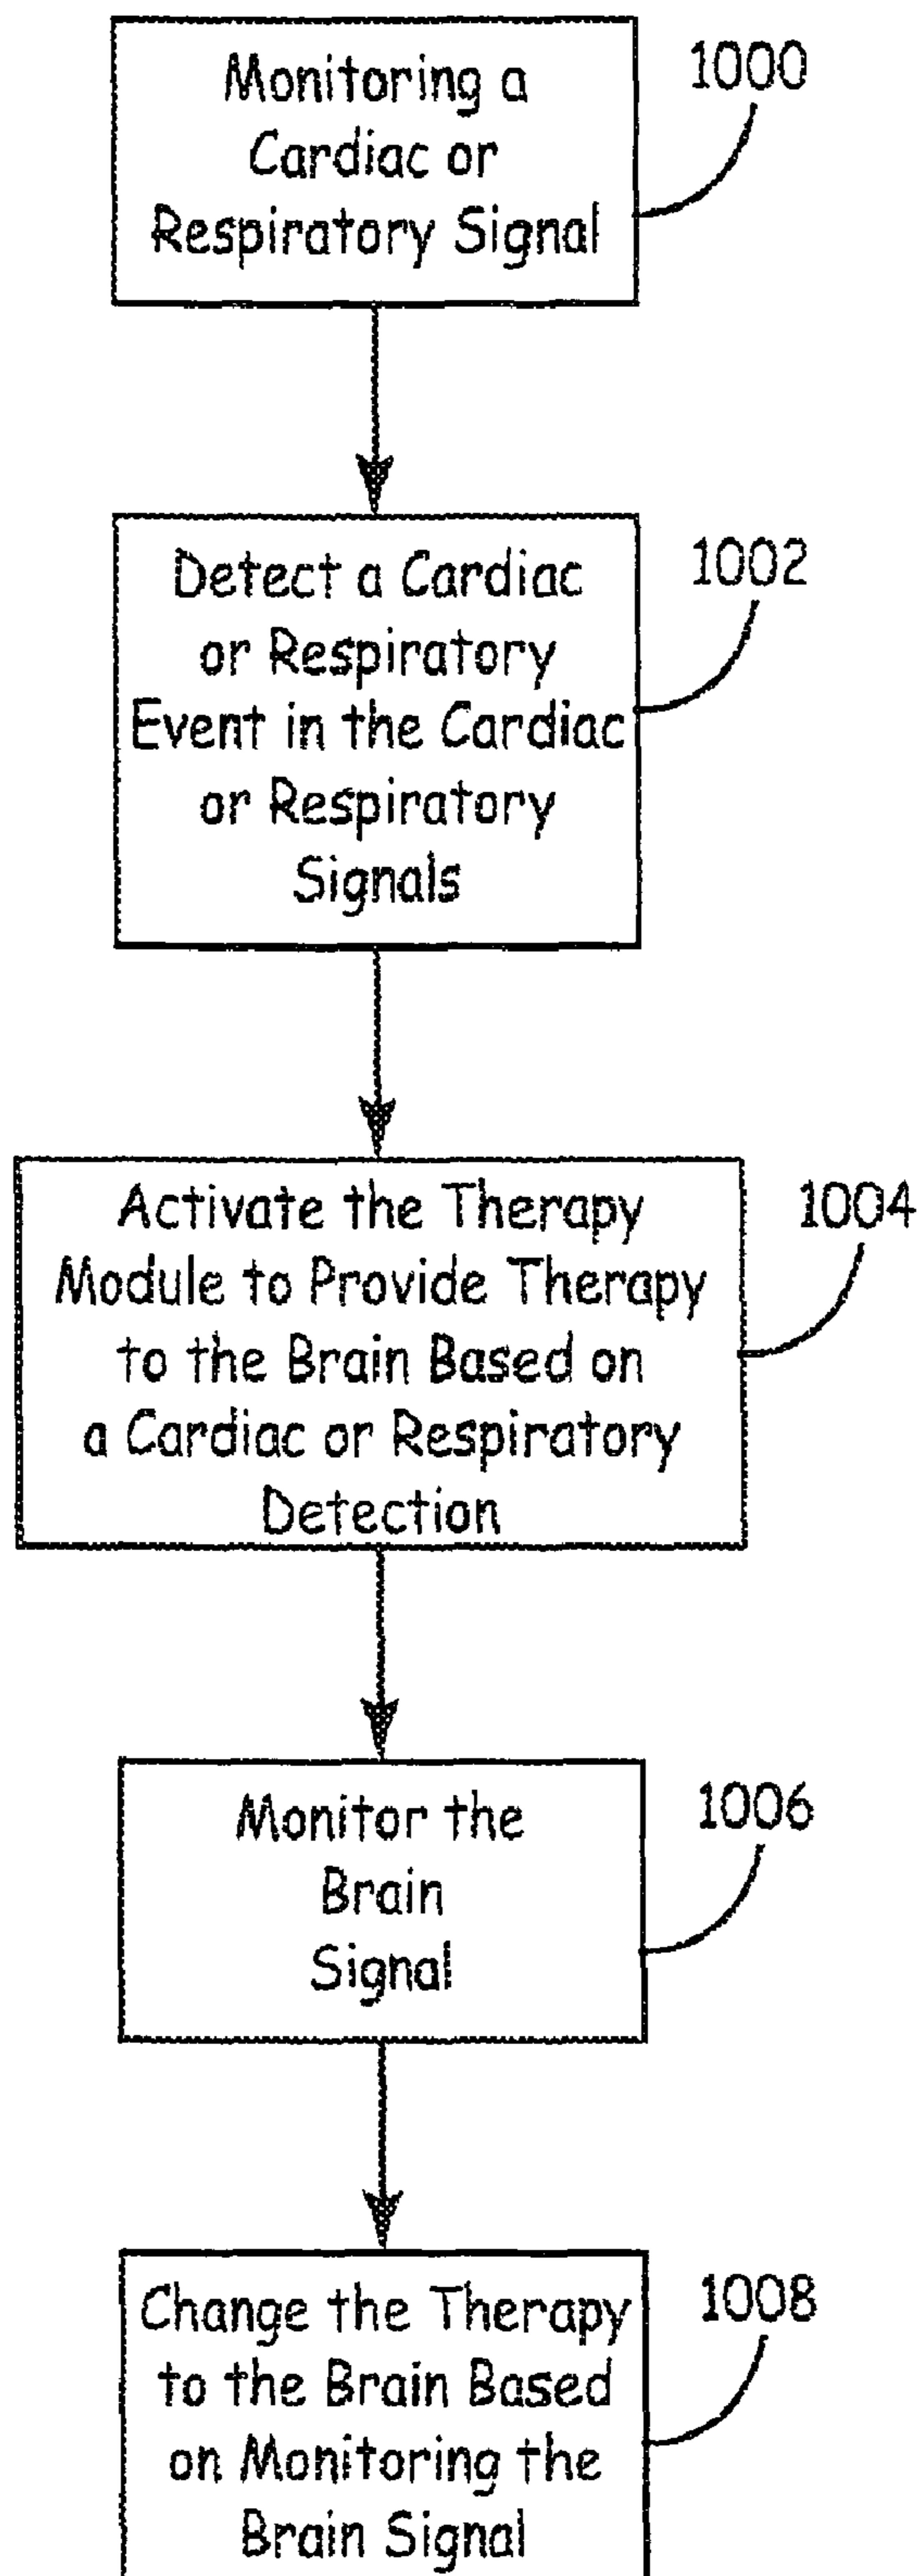 Monitoring a
Cardiac or
Respiratory Signal
1000
Detect a Cardiac
or Respiratory
Event in the Cardiac
or Respiratory
Signals
1002
Activate the Therapy
Module to Provide Therapy
to the Brain Based on
a Cardiac or Respiratory
Detection
1004
Monitor the
Brain
Signal
1006
Change the Therapy
to the Brain Based
on Monitoring the
Brain Signal
1008